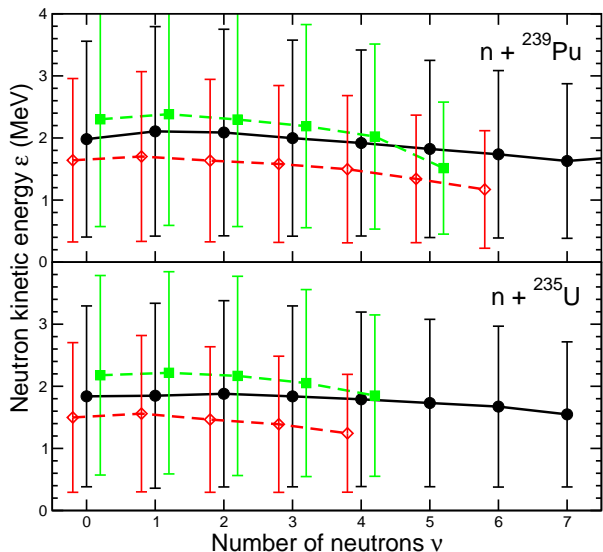 4
n + ²³⁹Pu
3
2
1
0
n + ²³⁵U
3
2
1
0
0 1 2 3 4 5 6 7
Number of neutrons ν
Neutron kinetic energy ε (MeV)